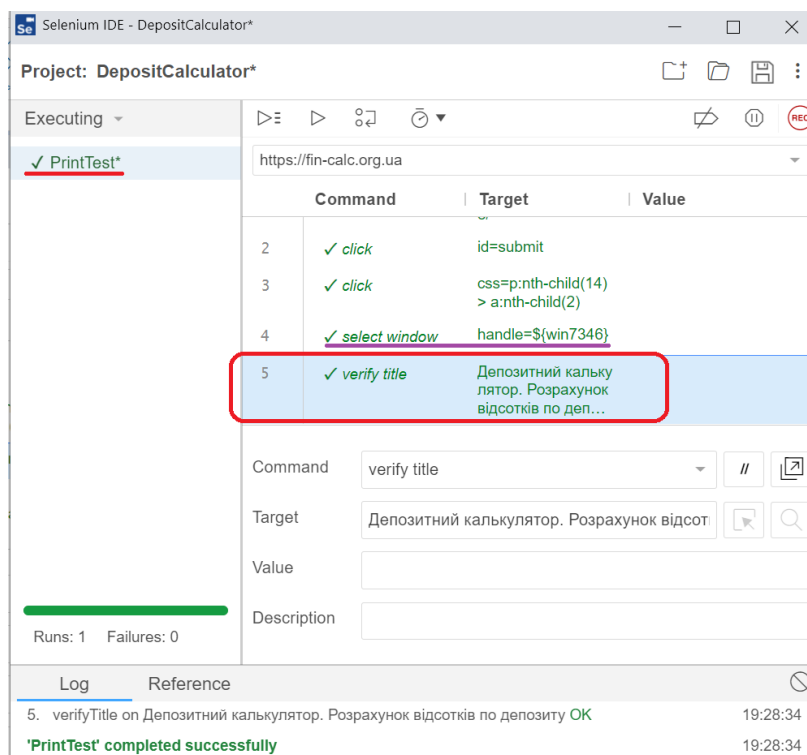 Selenium IDE - DepositCalculator*
Project: DepositCalculator*
Executing
REC
✓ PrintTest*
https://fin-calc.org.ua
Command Target Value
2 ✓ click id=submit
3 ✓ click css=p:nth-child(14)
> a:nth-child(2)
4 ✓ select window handle=${win7346}
5 ✓ verify title Депозитний кальку
лятор. Розрахунок
відсотків по деп...
Command verify title //
Target Депозитний калькулятор. Розрахунок відсот
Value
Description
Runs: 1 Failures: 0
Log Reference
5. verifyTitle on Депозитний калькулятор. Розрахунок відсотків по депозиту OK 19:28:34
'PrintTest' completed successfully 19:28:34